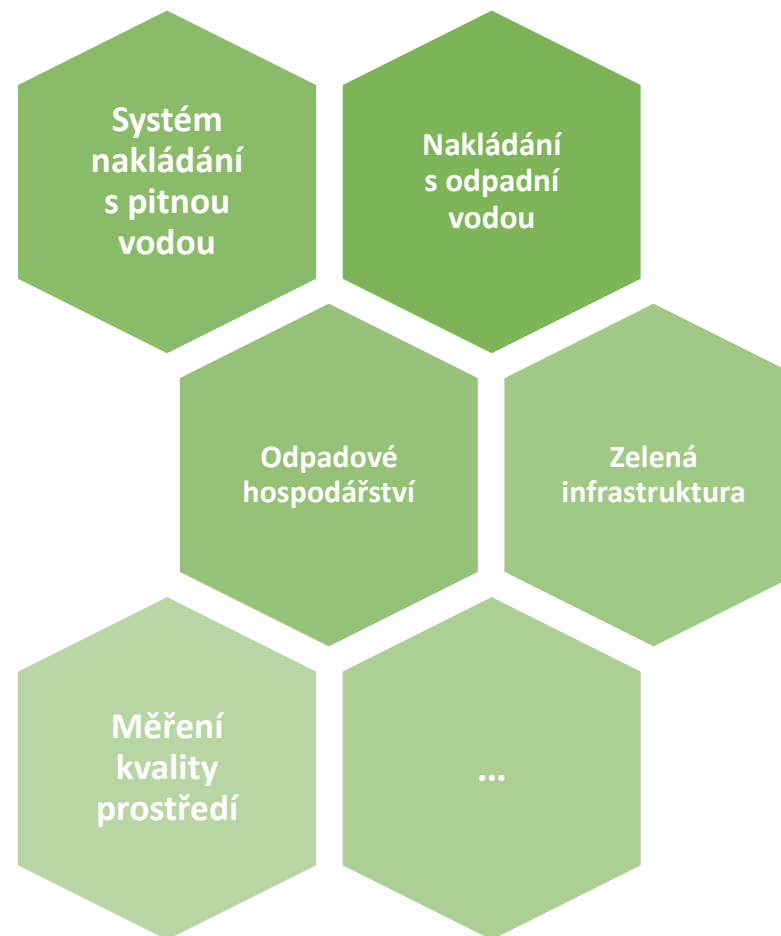 Systém
nakládání
s pitnou
vodou
Nakládání
s odpadní
vodou
Odpadové
hospodářství
Zelená
infrastruktura
Měření
kvality
prostředí
...